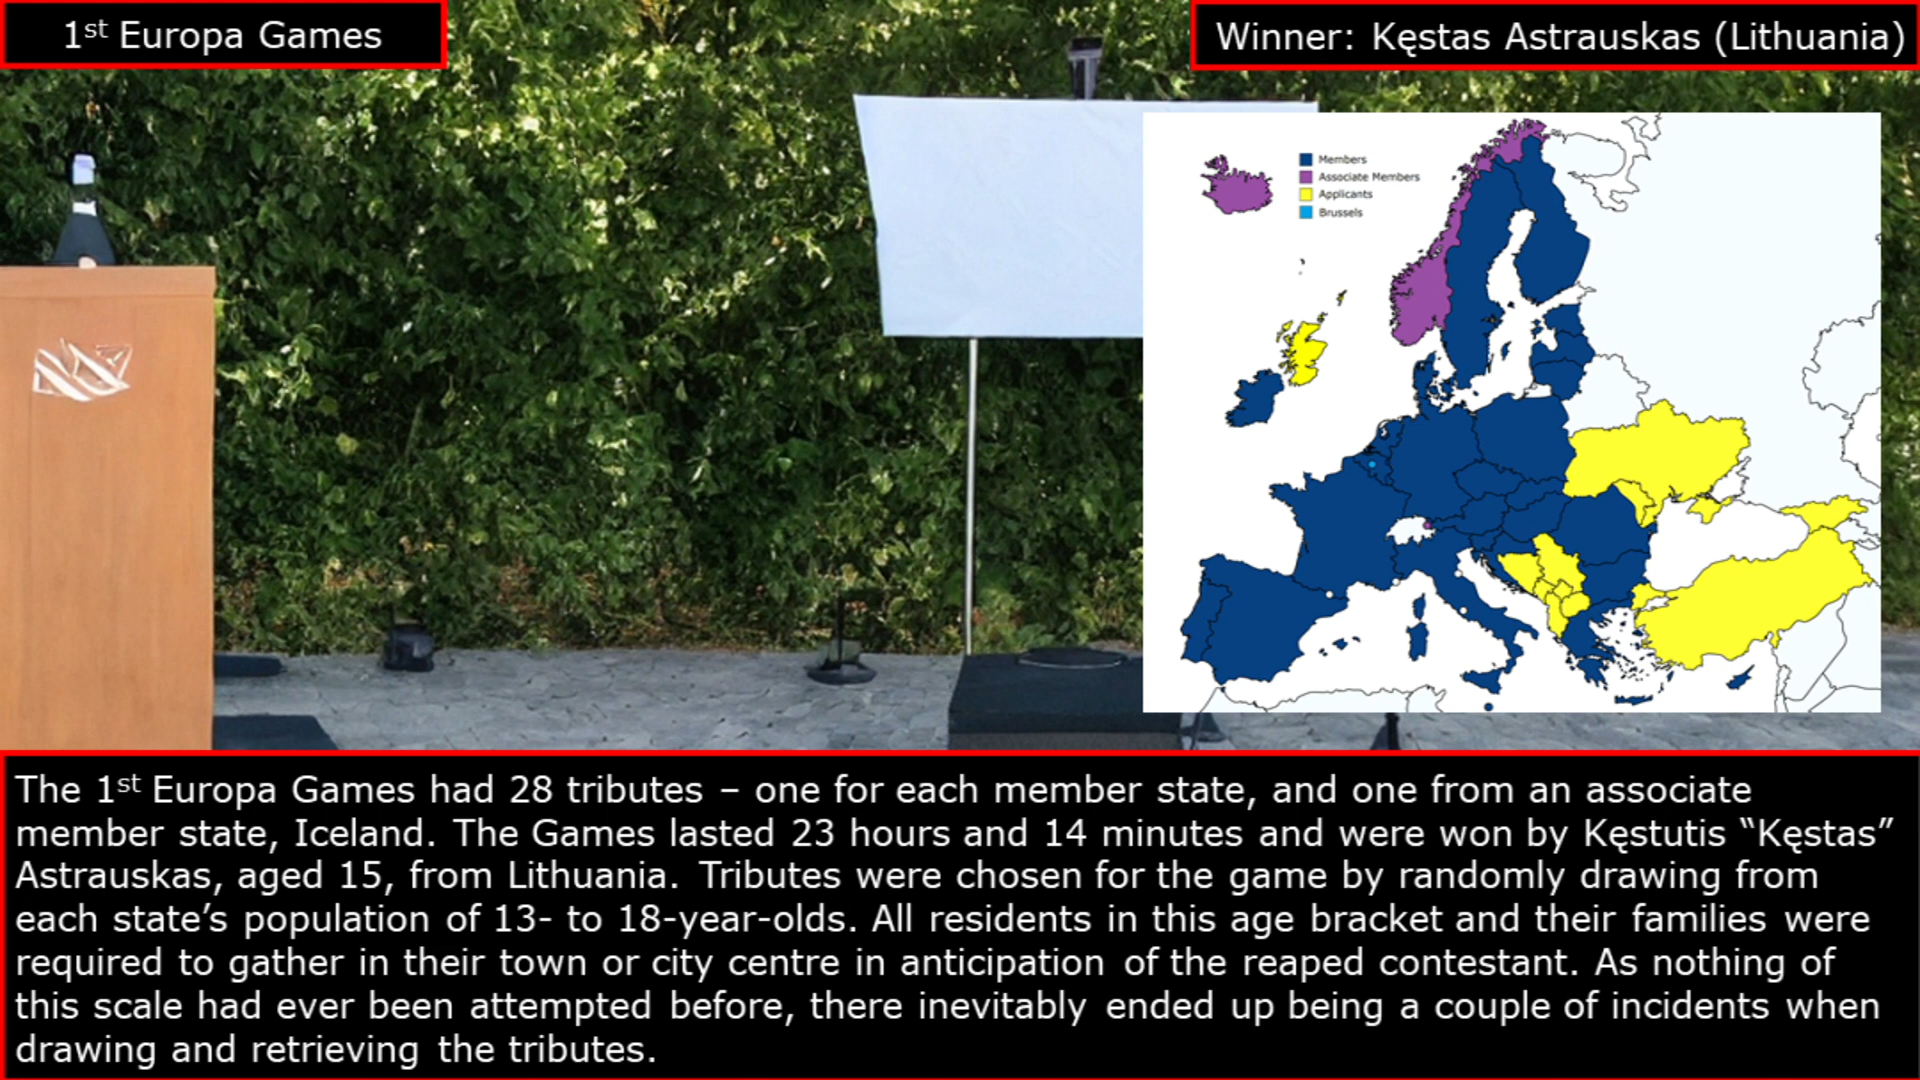 1st Europa Games
Winner: Kęstas Astrauskas (Lithuania)
Members
Associate Members
Applicants
Brussels
The 1st Europa Games had 28 tributes – one for each member state, and one from an associate
member state, Iceland. The Games lasted 23 hours and 14 minutes and were won by Kęstutis “Kęstas”
Astrauskas, aged 15, from Lithuania. Tributes were chosen for the game by randomly drawing from
each state’s population of 13- to 18-year-olds. All residents in this age bracket and their families were
required to gather in their town or city centre in anticipation of the reaped contestant. As nothing of
this scale had ever been attempted before, there inevitably ended up being a couple of incidents when
drawing and retrieving the tributes.